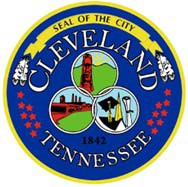 SEAL OF THE CITY
CLEVELAND
1842
TENNESSEE